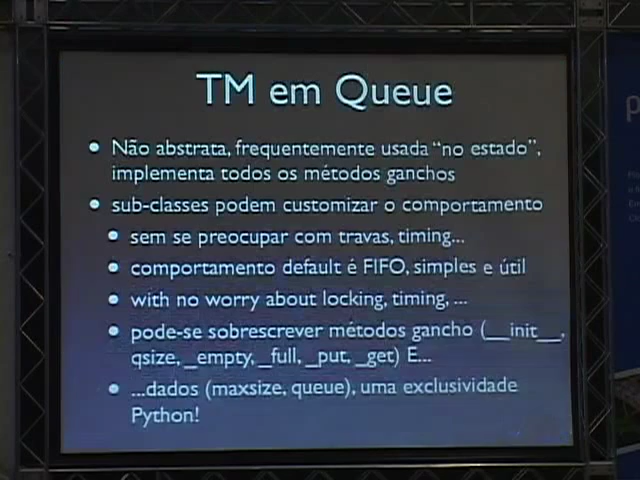 TM em Queue
• Não abstrata, frequentemente usada “no estado”,
implementa todos os métodos ganchos
• sub-classes podem customizar o comportamento
• sem se preocupar com travas, timing...
• comportamento default é FIFO, simples e útil
• with no worry about locking, timing, ...
• pode-se sobrescrever métodos gancho (__init__,
qsize, _empty, _full, _put, _get) E...
• ...dados (maxsize, queue), uma exclusividade
Python!